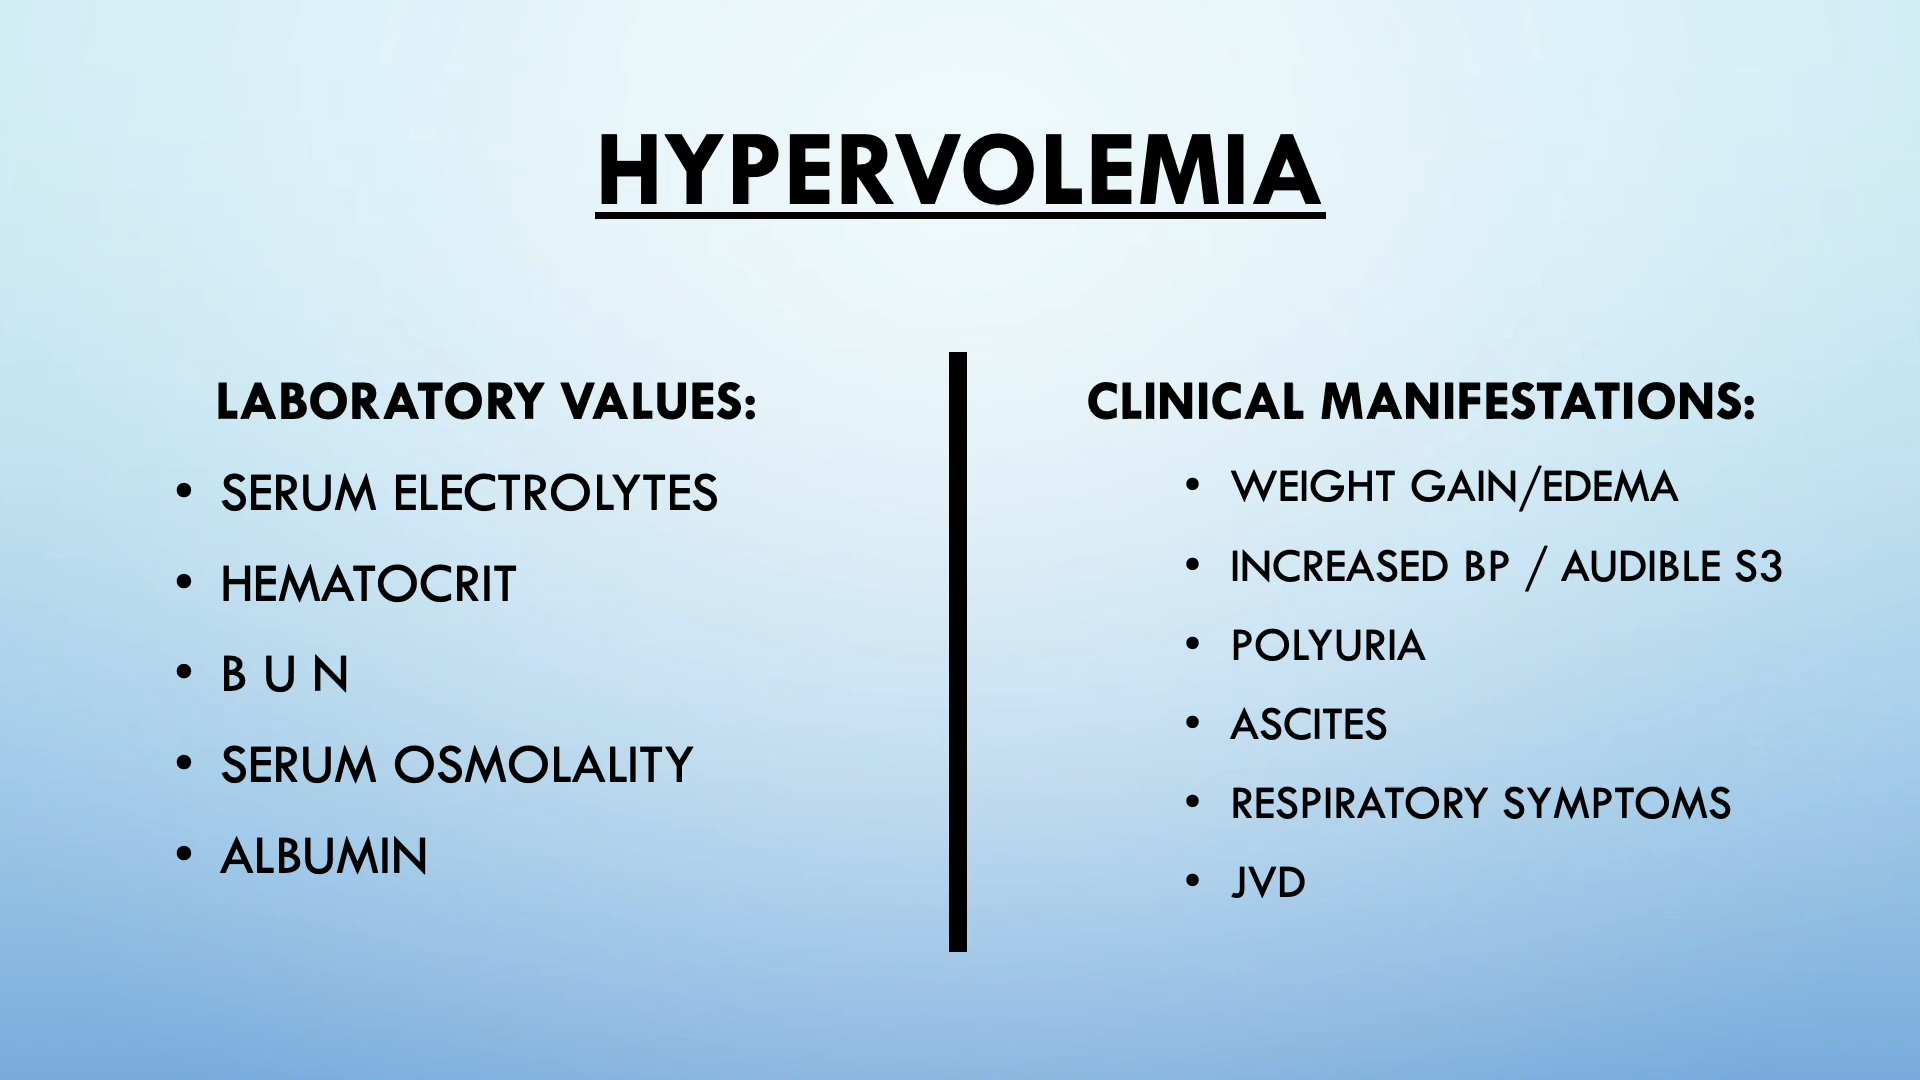 HYPERVOLEMIA
LABORATORY VALUES:
• SERUM ELECTROLYTES
• HEMATOCRIT
• B U N
• SERUM OSMOLALITY
• ALBUMIN
CLINICAL MANIFESTATIONS:
• WEIGHT GAIN/EDEMA
• INCREASED BP / AUDIBLE S3
• POLYURIA
• ASCITES
• RESPIRATORY SYMPTOMS
• JVD